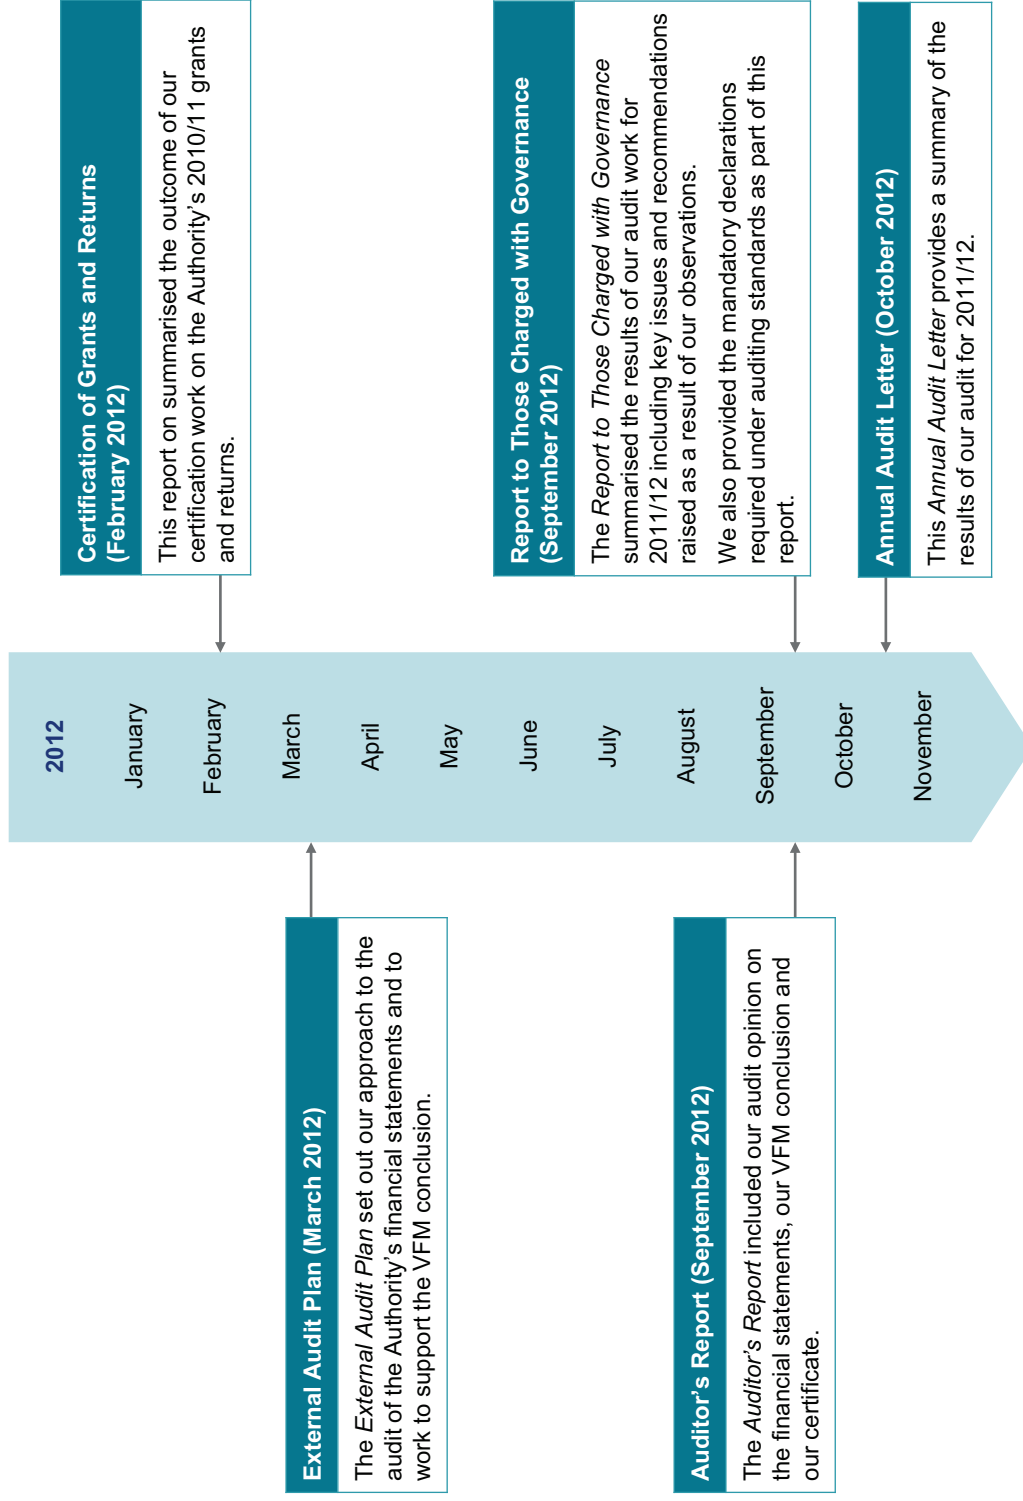 Certification of Grants and Returns
(February 2012)
This report on summarised the outcome of our
certification work on the Authority's 2010/11 grants
and returns.
Report to Those Charged with Governance
(September 2012)
The Report to Those Charged with Governance
summarised the results of our audit work for
2011/12 including key issues and recommendations
raised as a result of our observations.
We also provided the mandatory declarations
required under auditing standards as part of this
report.
Annual Audit Letter (October 2012)
This Annual Audit Letter provides a summary of the
results of our audit for 2011/12.
2012
January
February
March
April
May
June
July
August
September
October
November
External Audit Plan (March 2012)
The External Audit Plan set out our approach to the
audit of the Authority's financial statements and to
work to support the VFM conclusion.
Auditor's Report (September 2012)
The Auditor's Report included our audit opinion on
the financial statements, our VFM conclusion and
our certificate.